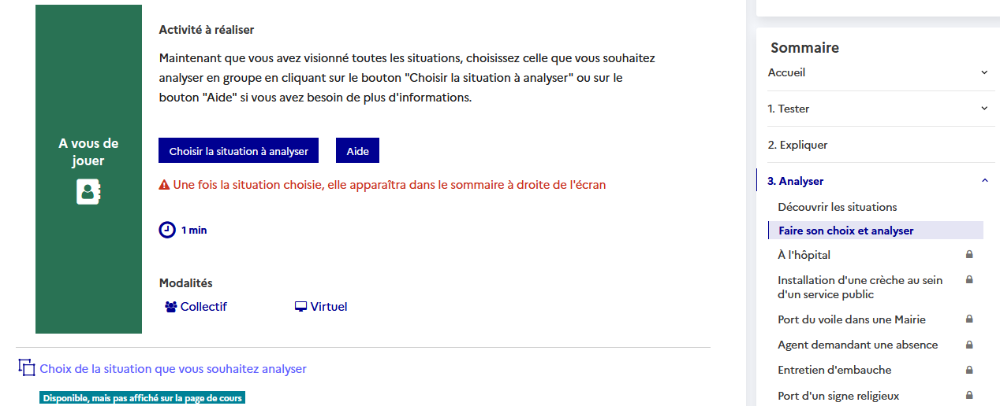 A vous de
jouer
Activité à réaliser
Maintenant que vous avez visionné toutes les situations, choisissez celle que vous souhaitez
analyser en groupe en cliquant sur le bouton "Choisir la situation à analyser" ou sur le
bouton "Aide" si vous avez besoin de plus d'informations.
Choisir la situation à analyser
Aide
Une fois la situation choisie, elle apparaîtra dans le sommaire à droite de l'écran
1 min
Modalités
Collectif
Virtuel
Choix de la situation que vous souhaitez analyser
Disponible, mais pas affiché sur la page de cours
Sommaire
Accueil
1. Tester
2. Expliquer
3. Analyser
Découvrir les situations
Faire son choix et analyser
À l'hôpital
Installation d'une crèche au sein
d'un service public
Port du voile dans une Mairie
Agent demandant une absence
Entretien d'embauche
Port d'un signe religieux